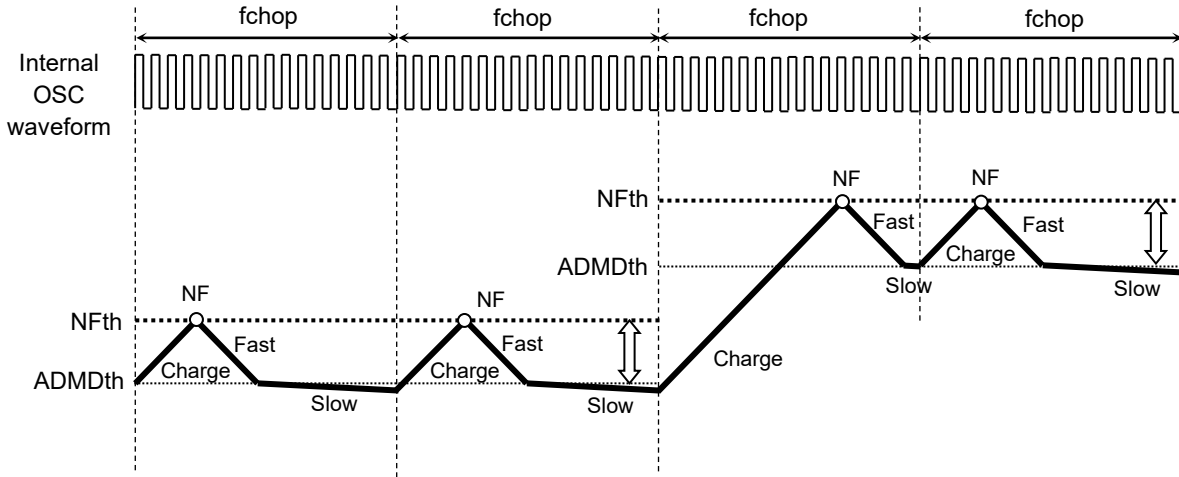 fchop fchop fchop fchop
Internal
OSC
waveform
NF NF
NFth
Fast Fast
ADMDth
Charge
Slow Slow
Charge
NF NF
NFth
Fast Fast
ADMDth
Charge Charge
Slow Slow